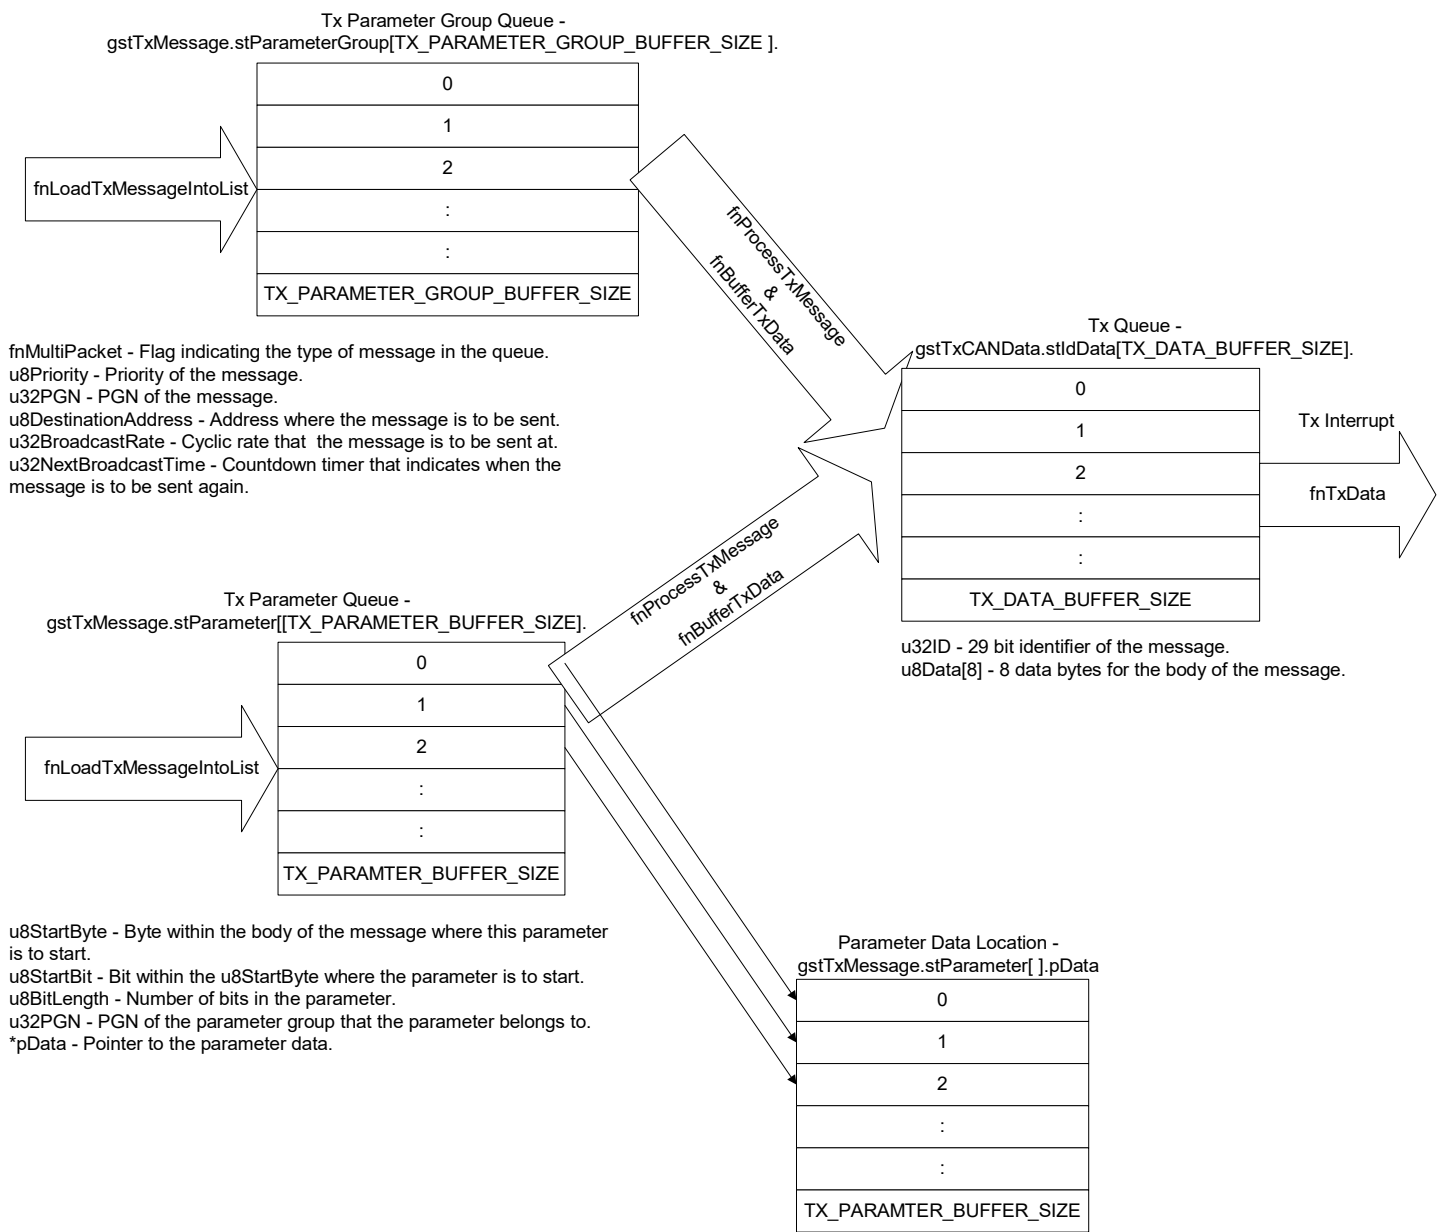 Tx Parameter Group Queue -
gstTxMessage.stParameterGroup[TX_PARAMETER_GROUP_BUFFER_SIZE ].
0
1
2
:
:
TX_PARAMETER_GROUP_BUFFER_SIZE
fnLoadTxMessageIntoList
fnProcessTxMessage
&
fnBufferTxData
fnMultiPacket - Flag indicating the type of message in the queue.
u8Priority - Priority of the message.
u32PGN - PGN of the message.
u8DestinationAddress - Address where the message is to be sent.
u32BroadcastRate - Cyclic rate that  the message is to be sent at.
u32NextBroadcastTime - Countdown timer that indicates when the
message is to be sent again.
Tx Queue -
gstTxCANData.stIdData[TX_DATA_BUFFER_SIZE].
0
1
2
:
:
TX_DATA_BUFFER_SIZE
Tx Interrupt
fnTxData
u32ID - 29 bit identifier of the message.
u8Data[8] - 8 data bytes for the body of the message.
fnProcessTxMessage
&
fnBufferTxData
Tx Parameter Queue -
gstTxMessage.stParameter[[TX_PARAMETER_BUFFER_SIZE].
0
1
2
:
:
TX_PARAMTER_BUFFER_SIZE
fnLoadTxMessageIntoList
u8StartByte - Byte within the body of the message where this parameter
is to start.
u8StartBit - Bit within the u8StartByte where the parameter is to start.
u8BitLength - Number of bits in the parameter.
u32PGN - PGN of the parameter group that the parameter belongs to.
*pData - Pointer to the parameter data.
Parameter Data Location -
gstTxMessage.stParameter[ ].pData
0
1
2
:
:
TX_PARAMTER_BUFFER_SIZE